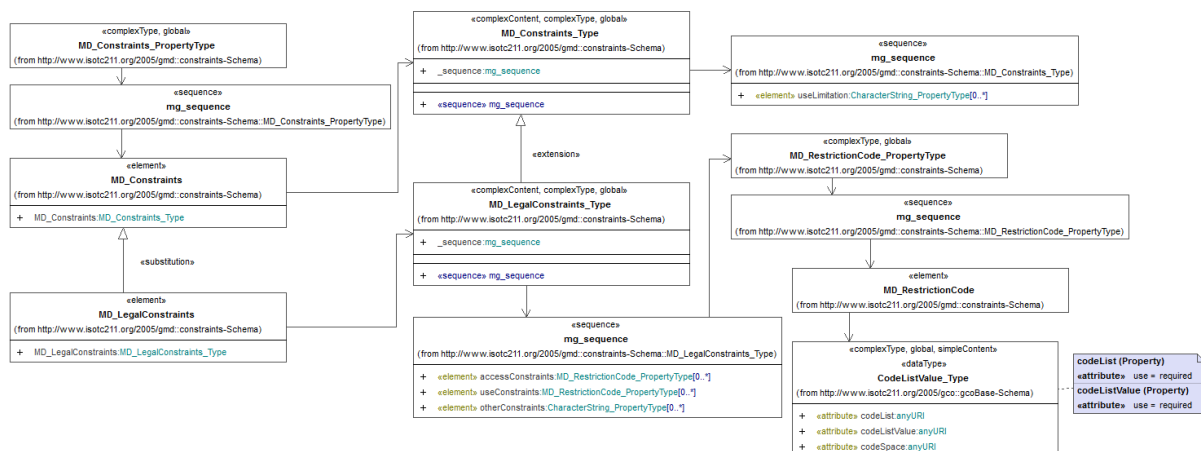 «complexType, global»
MD_Constraints_PropertyType
(from http://www.isotc211.org/2005/gmd::constraints-Schema)
«sequence»
mg_sequence
(from http://www.isotc211.org/2005/gmd::constraints-Schema::MD_Constraints_PropertyType)
«element»
MD_Constraints
(from http://www.isotc211.org/2005/gmd::constraints-Schema)
+ MD_Constraints:MD_Constraints_Type
«substitution»
«element»
MD_LegalConstraints
(from http://www.isotc211.org/2005/gmd::constraints-Schema)
+ MD_LegalConstraints:MD_LegalConstraints_Type
«complexContent, complexType, global»
MD_Constraints_Type
(from http://www.isotc211.org/2005/gmd::constraints-Schema)
+ _sequence:mg_sequence
+ «sequence» mg_sequence
«extension»
«complexContent, complexType, global»
MD_LegalConstraints_Type
(from http://www.isotc211.org/2005/gmd::constraints-Schema)
+ _sequence:mg_sequence
+ «sequence» mg_sequence
«sequence»
mg_sequence
(from http://www.isotc211.org/2005/gmd::constraints-Schema::MD_LegalConstraints_Type)
+ «element» accessConstraints:MD_RestrictionCode_PropertyType[0..*]
+ «element» useConstraints:MD_RestrictionCode_PropertyType[0..*]
+ «element» otherConstraints:CharacterString_PropertyType[0..*]
«sequence»
mg_sequence
(from http://www.isotc211.org/2005/gmd::constraints-Schema::MD_Constraints_Type)
+ «element» useLimitation:CharacterString_PropertyType[0..*]
«complexType, global»
MD_RestrictionCode_PropertyType
(from http://www.isotc211.org/2005/gmd::constraints-Schema)
«sequence»
mg_sequence
(from http://www.isotc211.org/2005/gmd::constraints-Schema::MD_RestrictionCode_PropertyType)
«element»
MD_RestrictionCode
(from http://www.isotc211.org/2005/gmd::constraints-Schema)
«complexType, global, simpleContent»
«dataType»
CodeListValue_Type
(from http://www.isotc211.org/2005/gco::gcoBase-Schema)
+ «attribute» codeList:anyURI
+ «attribute» codeListValue:anyURI
+ «attribute» codeSpace:anyURI
codeList (Property)
«attribute» use = required
codeListValue (Property)
«attribute» use = required